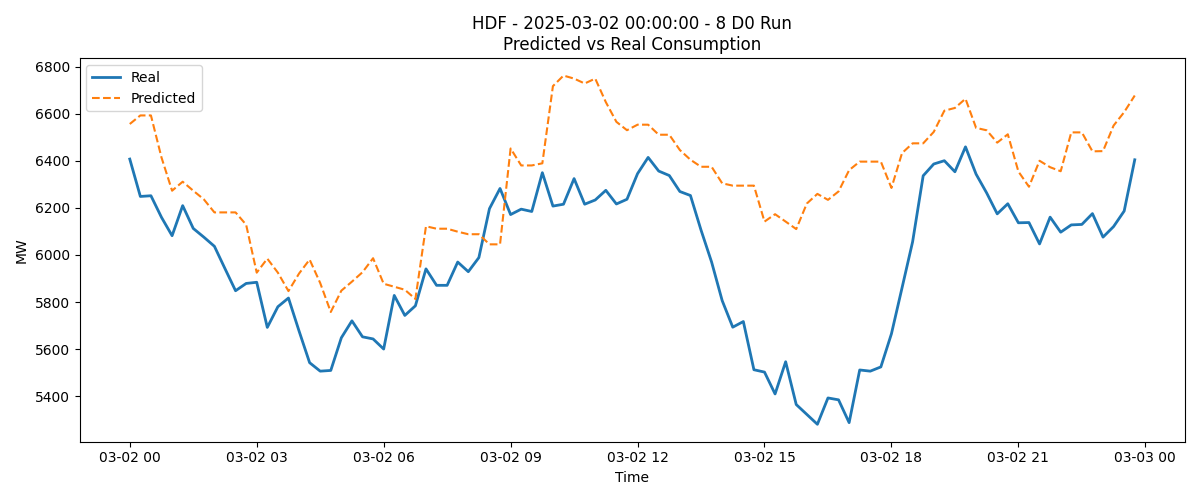 HDF - 2025-03-02 00:00:00 - 8 D0 Run
Predicted vs Real Consumption
Real
Predicted
MW
6800
6600
6400
6200
6000
5800
5600
5400
03-02 00
03-02 03
03-02 06
03-02 09
03-02 12
03-02 15
03-02 18
03-02 21
03-03 00
Time